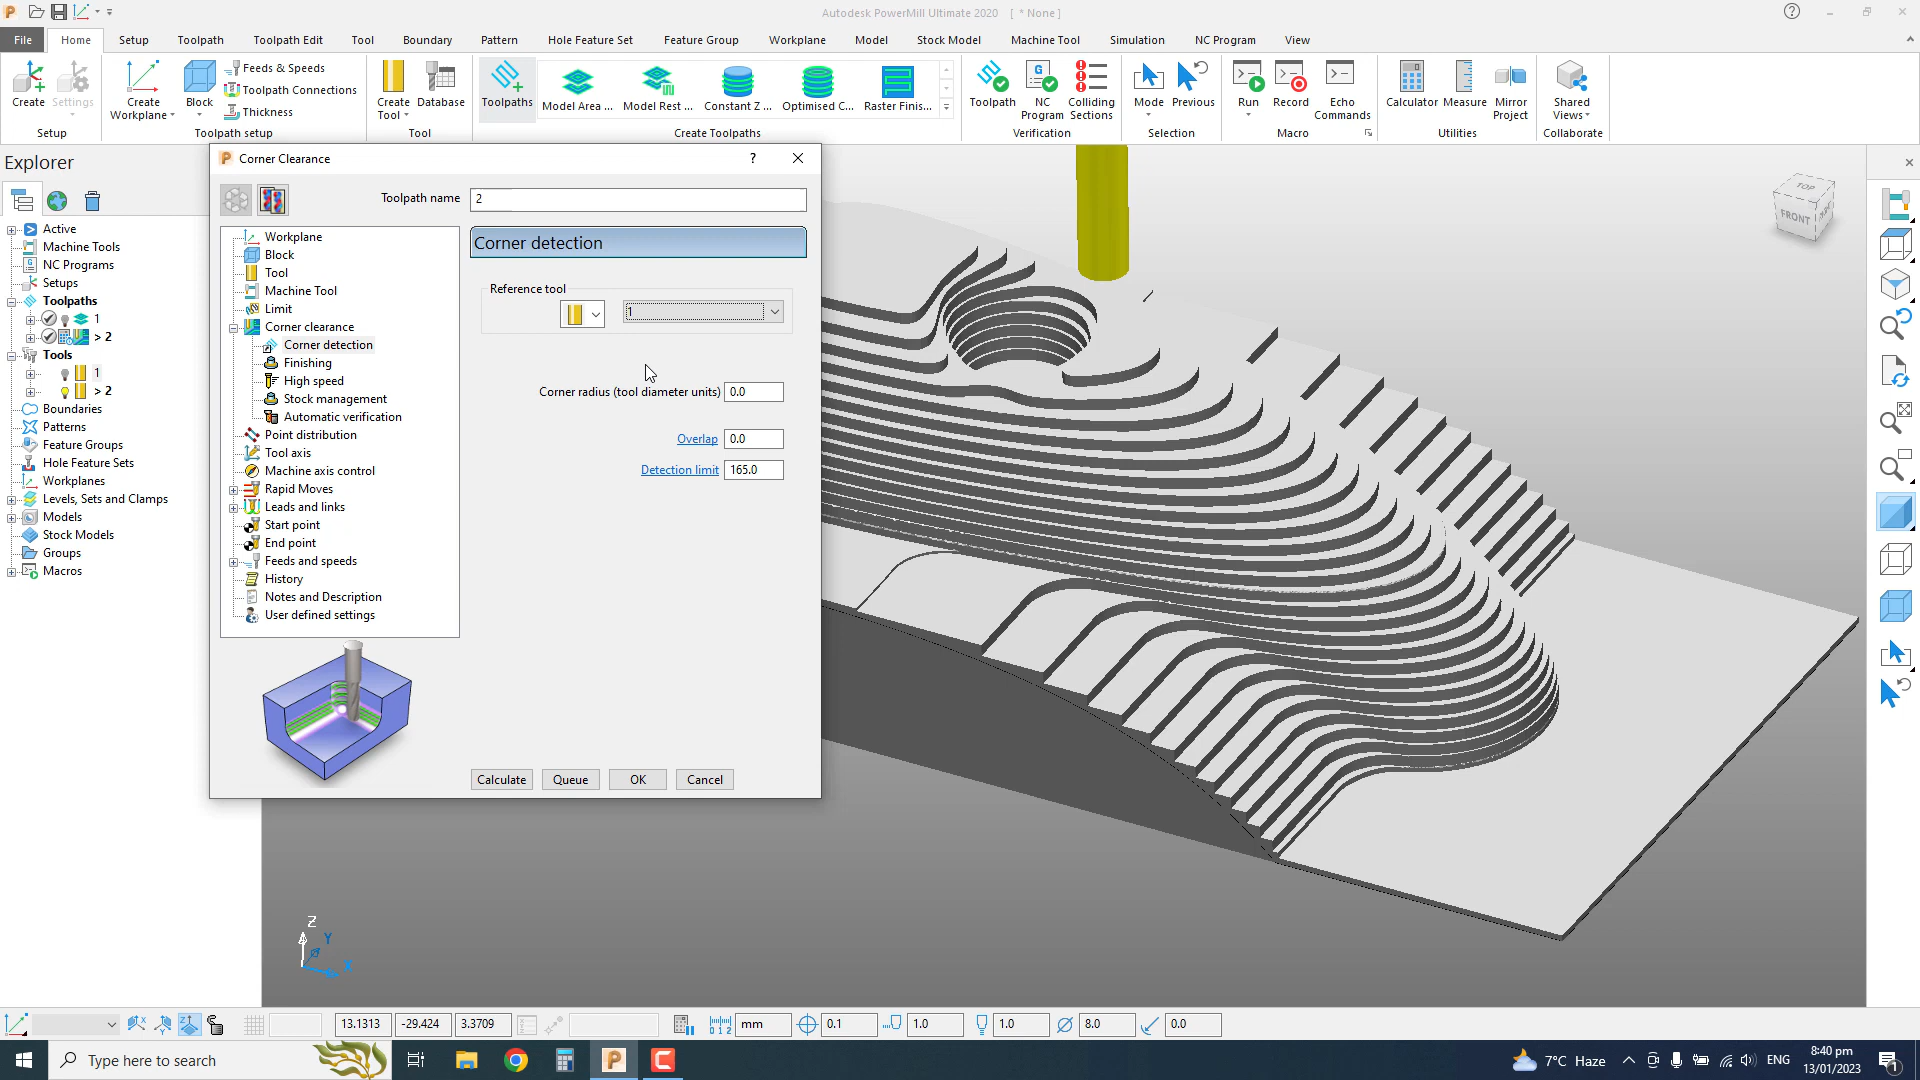 Autodesk PowerMill Ultimate 2020 [ * None ]
File Home Setup Toolpath Toolpath Edit Tool Boundary Pattern Hole Feature Set Feature Group Workplane Model Stock Model Machine Tool Simulation NC Program View
Create
Settings
Create Workplane
Block
Feeds & Speeds
Toolpath Connections
Thickness
Create Tool
Database
Toolpaths
Model Area ...
Model Rest ...
Constant Z ...
Optimised C...
Raster Finis...
Toolpath
NC Program
Colliding Sections
Mode
Previous
Run
Record
Echo Commands
Calculator
Measure
Mirror Project
Shared Views
Setup
Toolpath setup
Tool
Create Toolpaths
Verification
Selection
Macro
Utilities
Collaborate
Explorer
Active
Machine Tools
NC Programs
Setups
Toolpaths
1
> 2
Tools
1
> 2
Boundaries
Patterns
Feature Groups
Hole Feature Sets
Workplanes
Levels, Sets and Clamps
Models
Stock Models
Groups
Macros
Corner Clearance
?
Toolpath name 2
Workplane
Block
Tool
Machine Tool
Limit
Corner clearance
Corner detection
Finishing
High speed
Stock management
Automatic verification
Point distribution
Tool axis
Machine axis control
Rapid Moves
Leads and links
Start point
End point
Feeds and speeds
History
Notes and Description
User defined settings
Corner detection
Reference tool
1
Corner radius (tool diameter units) 0.0
Overlap 0.0
Detection limit 165.0
Calculate
Queue
OK
Cancel
TOP
FRONT
Z
Y
X
13.1313 -29.424 3.3709 mm 0.1 1.0 1.0 8.0 0.0
Type here to search
7°C Haze
ENG
8:40 pm
13/01/2023
1